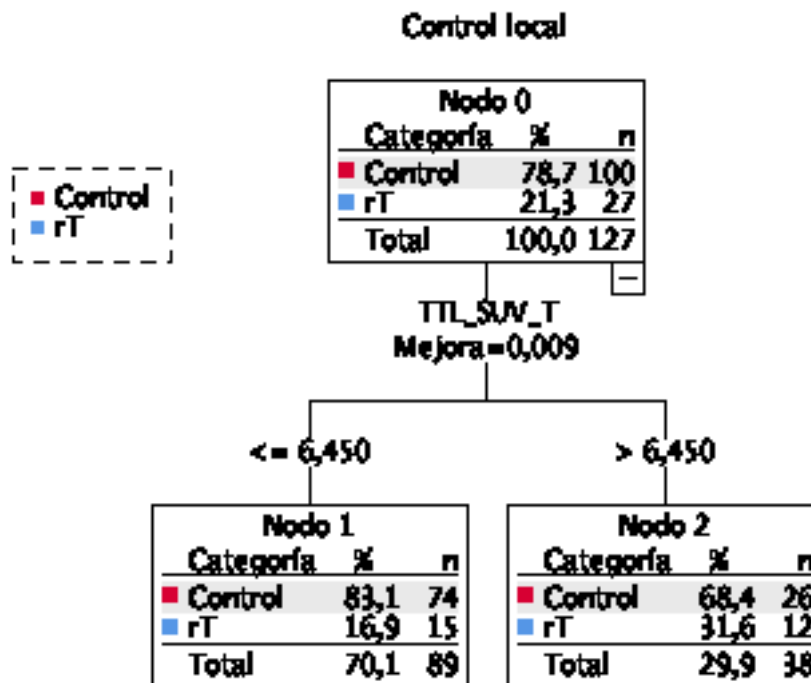 Control local
Nodo 0
Categoría % n
Control 78,7 100
rT 21,3 27
Total 100,0 127
Control
rT
TTL_SUV_T
Mejora=0,009
<= 6,450
> 6,450
Nodo 1
Categoría % n
Control 83,1 74
rT 16,9 15
Total 70,1 89
Nodo 2
Categoría % n
Control 68,4 26
rT 31,6 12
Total 29,9 38